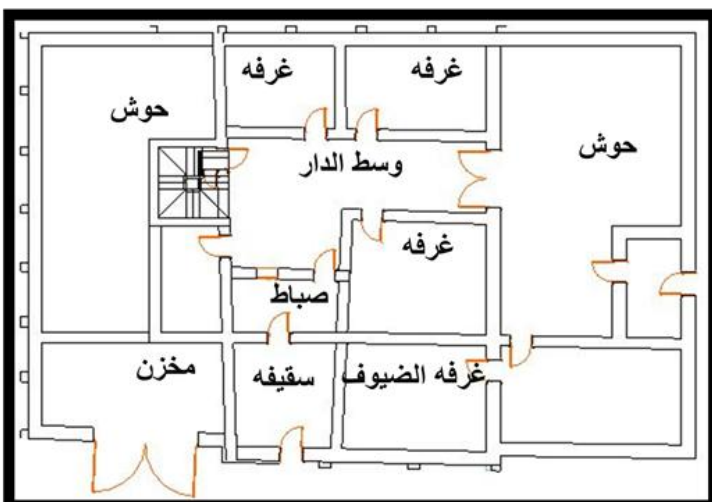 غرفه
غرفه
حوش
حوش
وسط الدار
غرفه
صباط
مخزن
سقيفه
غرفه الضيوف